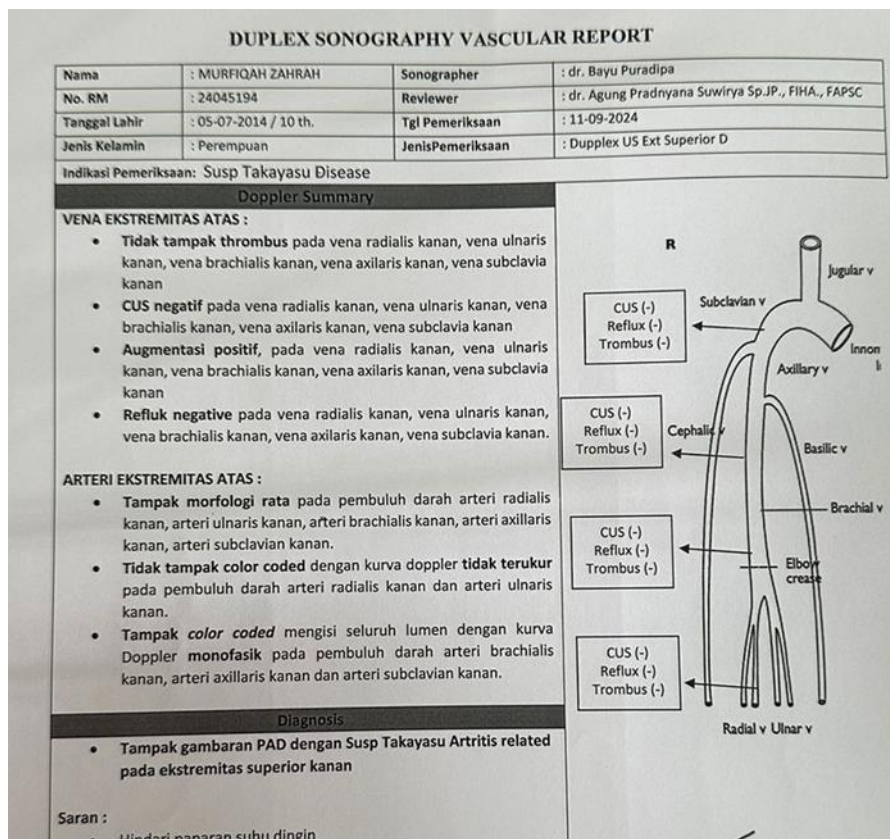 DUPLEX SONOGRAPHY VASCULAR REPORT
Nama : MURFIQAH ZAHRAH Sonographer : dr. Bayu Puradipa
No. RM : 24045194 Reviewer : dr. Agung Pradnyana Suwirya Sp.JP., FIHA., FAPSC
Tanggal Lahir : 05-07-2014 / 10 th. Tgl Pemeriksaan : 11-09-2024
Jenis Kelamin : Perempuan JenisPemeriksaan : Dupplex US Ext Superior D
Indikasi Pemeriksaan: Susp Takayasu Disease
Doppler Summary
VENA EKSTREMITAS ATAS :
• Tidak tampak thrombus pada vena radialis kanan, vena ulnaris
kanan, vena brachialis kanan, vena axilaris kanan, vena subclavia
kanan
• CUS negatif pada vena radialis kanan, vena ulnaris kanan, vena
brachialis kanan, vena axilaris kanan, vena subclavia kanan
• Augmentasi positif, pada vena radialis kanan, vena ulnaris
kanan, vena brachialis kanan, vena axilaris kanan, vena subclavia
kanan
• Refluk negative pada vena radialis kanan, vena ulnaris kanan,
vena brachialis kanan, vena axilaris kanan, vena subclavia kanan.
ARTERI EKSTREMITAS ATAS :
• Tampak morfologi rata pada pembuluh darah arteri radialis
kanan, arteri ulnaris kanan, arteri brachialis kanan, arteri axillaris
kanan, arteri subclavian kanan.
• Tidak tampak color coded dengan kurva doppler tidak terukur
pada pembuluh darah arteri radialis kanan dan arteri ulnaris
kanan.
• Tampak color coded mengisi seluruh lumen dengan kurva
Doppler monofasik pada pembuluh darah arteri brachialis
kanan, arteri axillaris kanan dan arteri subclavian kanan.
Diagnosis
• Tampak gambaran PAD dengan Susp Takayasu Artritis related
pada ekstremitas superior kanan
Saran :
• Hindari paparan suhu dingin
R
Jugular v
Subclavian v
CUS (-)
Reflux (-)
Trombus (-)
Innom
Axillary v
CUS (-)
Reflux (-)
Trombus (-)
Cephalic v
Basilic v
Brachial v
CUS (-)
Reflux (-)
Trombus (-)
Elbow
crease
CUS (-)
Reflux (-)
Trombus (-)
Radial v Ulnar v